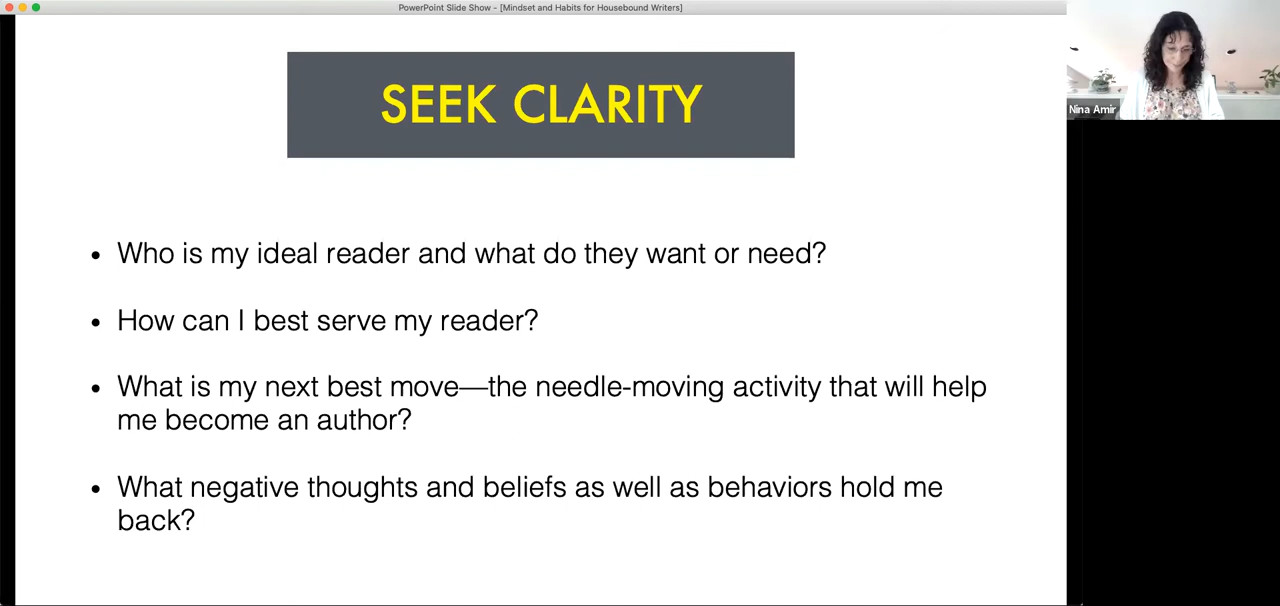 PowerPoint Slide Show - [Mindset and Habits for Housebound Writers]
SEEK CLARITY
• Who is my ideal reader and what do they want or need?
• How can I best serve my reader?
• What is my next best move—the needle-moving activity that will help
me become an author?
• What negative thoughts and beliefs as well as behaviors hold me
back?
Nina Amir